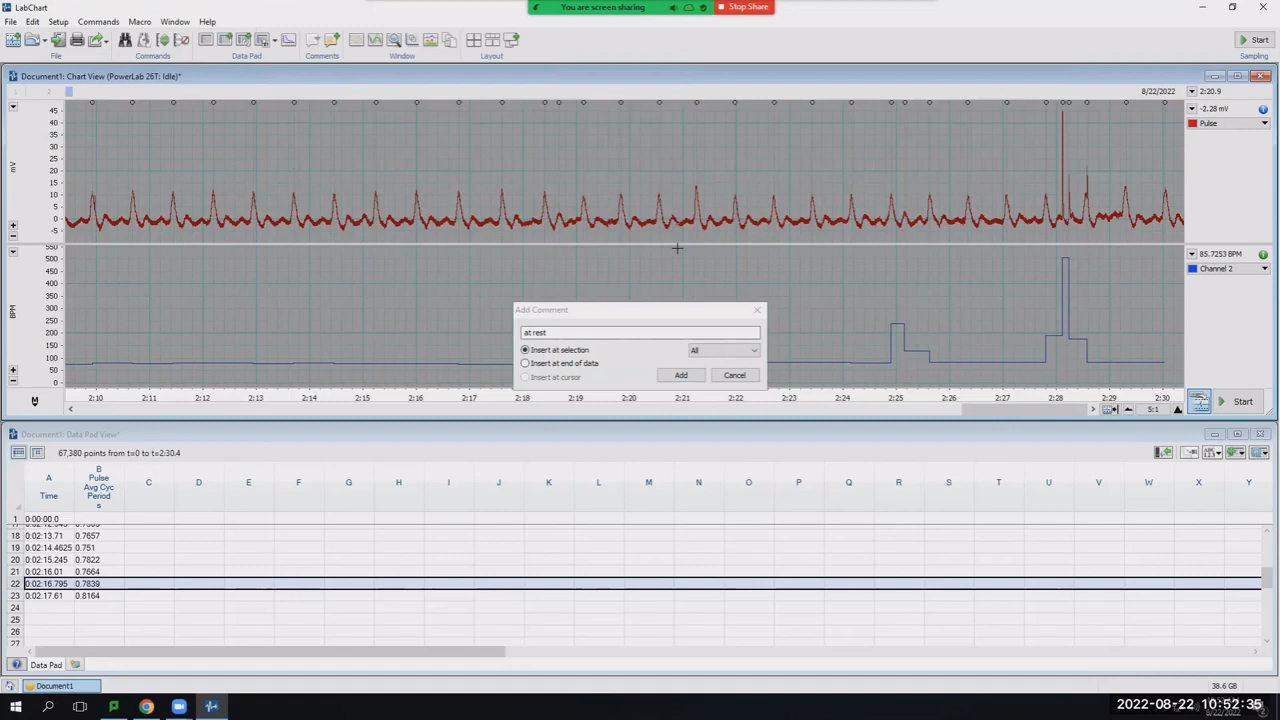 LabChart
You are screen sharing
Stop Share
File Edit Setup Commands Macro Window Help
File Commands Data Pad Comments Window Layout
Start
Sampling
Document1: Chart View (PowerLab 26T: Idle)*
1 2 8/22/2022 2:20.9
45
40
35
30
25
20
15
10
5
0
-5
mV
-2.28 mV
Pulse
550
500
450
400
350
300
250
200
150
100
50
0
BPM
85.7253 BPM
Channel 2
Add Comment
at rest
Insert at selection All
Insert at end of data
Insert at cursor
Add Cancel
2:10 2:11 2:12 2:13 2:14 2:15 2:16 2:17 2:18 2:19 2:20 2:21 2:22 2:23 2:24 2:25 2:26 2:27 2:28 2:29 2:30
M
5:1
Start
Document1: Data Pad View*
67,380 points from t=0 to t=2:30.4
A B C D E F G H I J K L M N O P Q R S T U V W X Y
Time
Pulse
Avg Cyc
Period
s
1 0:00:00.0
18 0:02:13.71 0.7657
19 0:02:14.4625 0.751
20 0:02:15.245 0.7822
21 0:02:16.01 0.7664
22 0:02:16.795 0.7839
23 0:02:17.61 0.8164
24
25
26
27
Data Pad
Document1
38.6 GB
2022-08-22 10:52:35